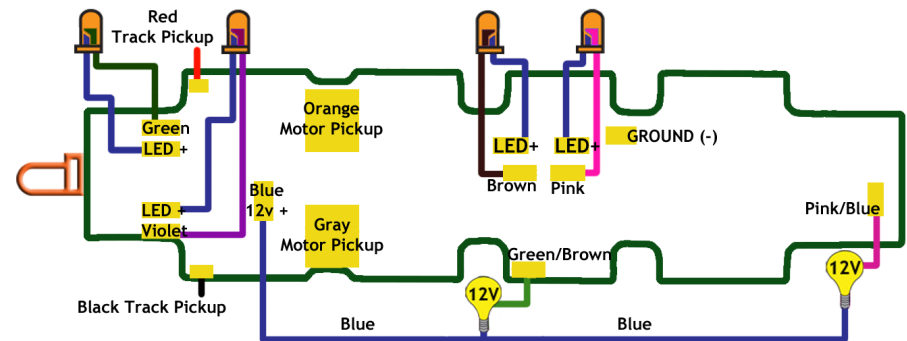 Red
Track Pickup
Green
LED +
Orange
Motor Pickup
LED+
LED+
GROUND (-)
Brown
Pink
Blue
12v +
LED +
Violet
Gray
Motor Pickup
Pink/Blue
Green/Brown
12V
12V
Black Track Pickup
Blue
Blue